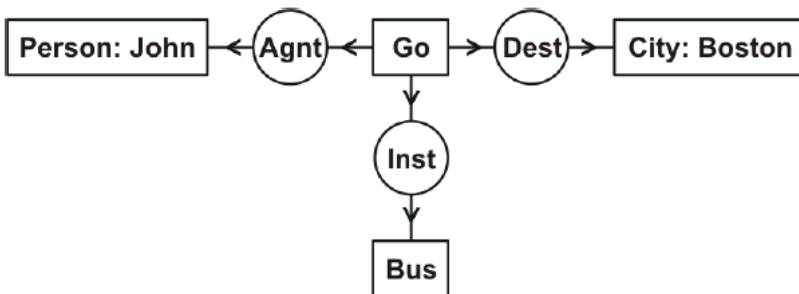 Person: John
Agnt
Go
Dest
City: Boston
Inst
Bus